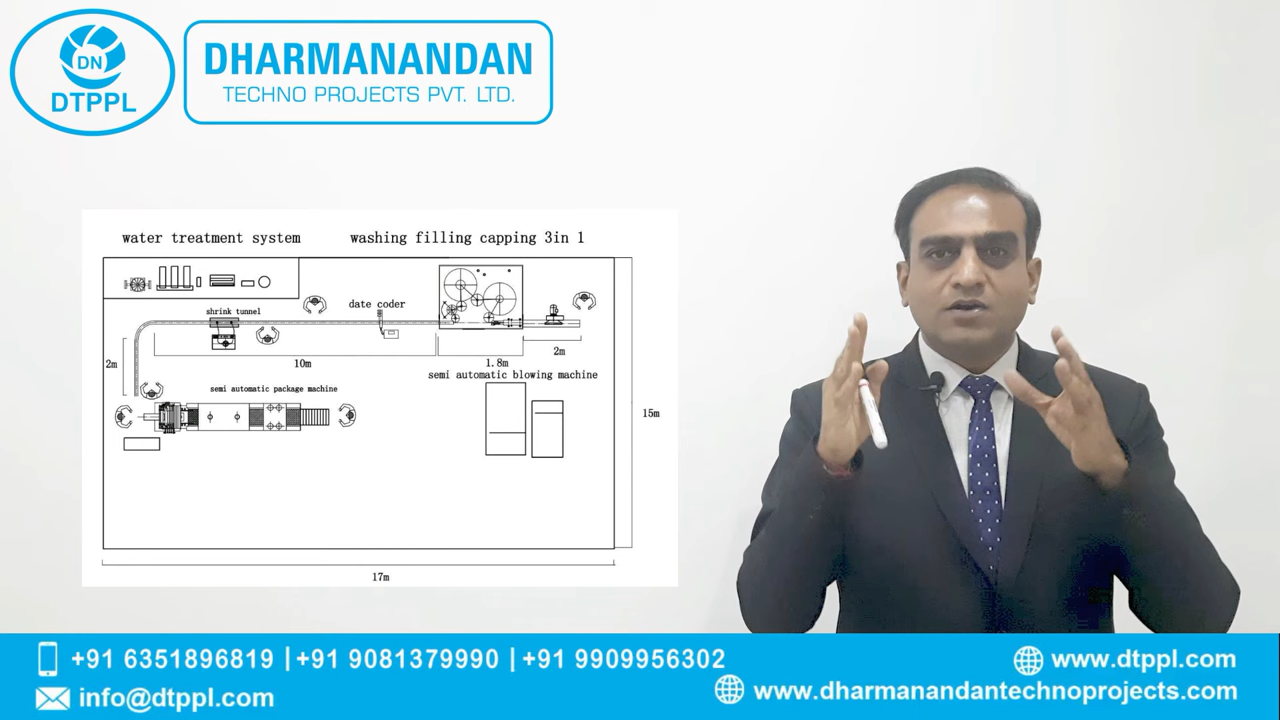 DN
DTPPL
DHARMANANDAN
TECHNO PROJECTS PVT. LTD.
water treatment system
washing filling capping 3in 1
shrink tunnel
date coder
2m
10m
1.8m
2m
semi automatic blowing machine
semi automatic package machine
15m
17m
+91 6351896819 | +91 9081379990 | +91 9909956302
info@dtppl.com
www.dtppl.com
www.dharmanandantechnoprojects.com